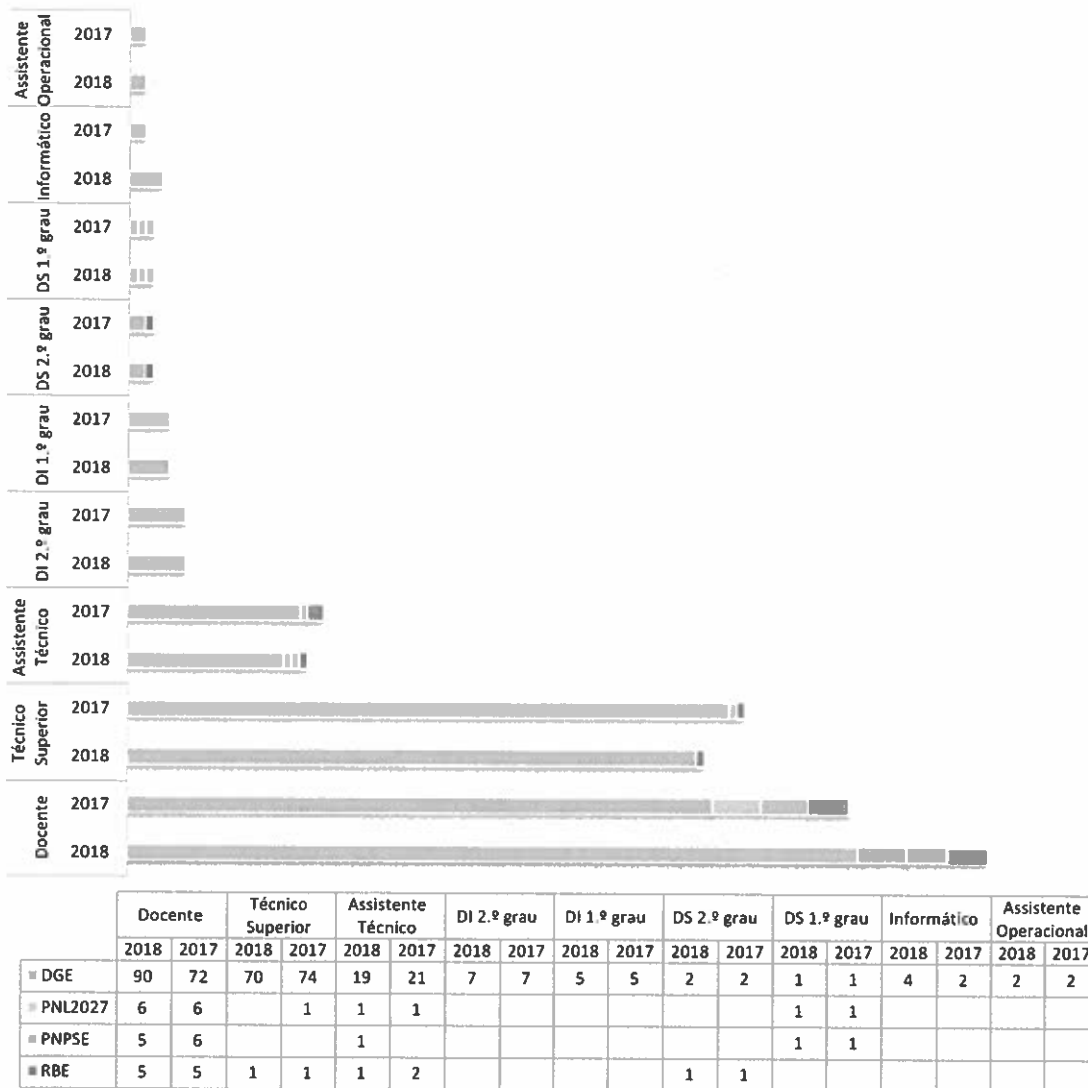 Assistente
Operacional
2017
2018
Informático
2017
2018
DS 1.º grau
2017
2018
DS 2.º grau
2017
2018
DI 1.º grau
2017
2018
DI 2.º grau
2017
2018
Assistente
Técnico
2017
2018
Técnico
Superior
2017
2018
Docente
2017
2018
Docente Técnico Superior Assistente Técnico DI 2.º grau DI 1.º grau DS 2.º grau DS 1.º grau Informático Assistente Operacional
2018 2017 2018 2017 2018 2017 2018 2017 2018 2017 2018 2017 2018 2017 2018 2017 2018 2017
DGE 90 72 70 74 19 21 7 7 5 5 2 2 1 1 4 2 2 2
PNL2027 6 6 1 1 1 1 1
PNPSE 5 6 1 1 1
RBE 5 5 1 1 1 2 1 1